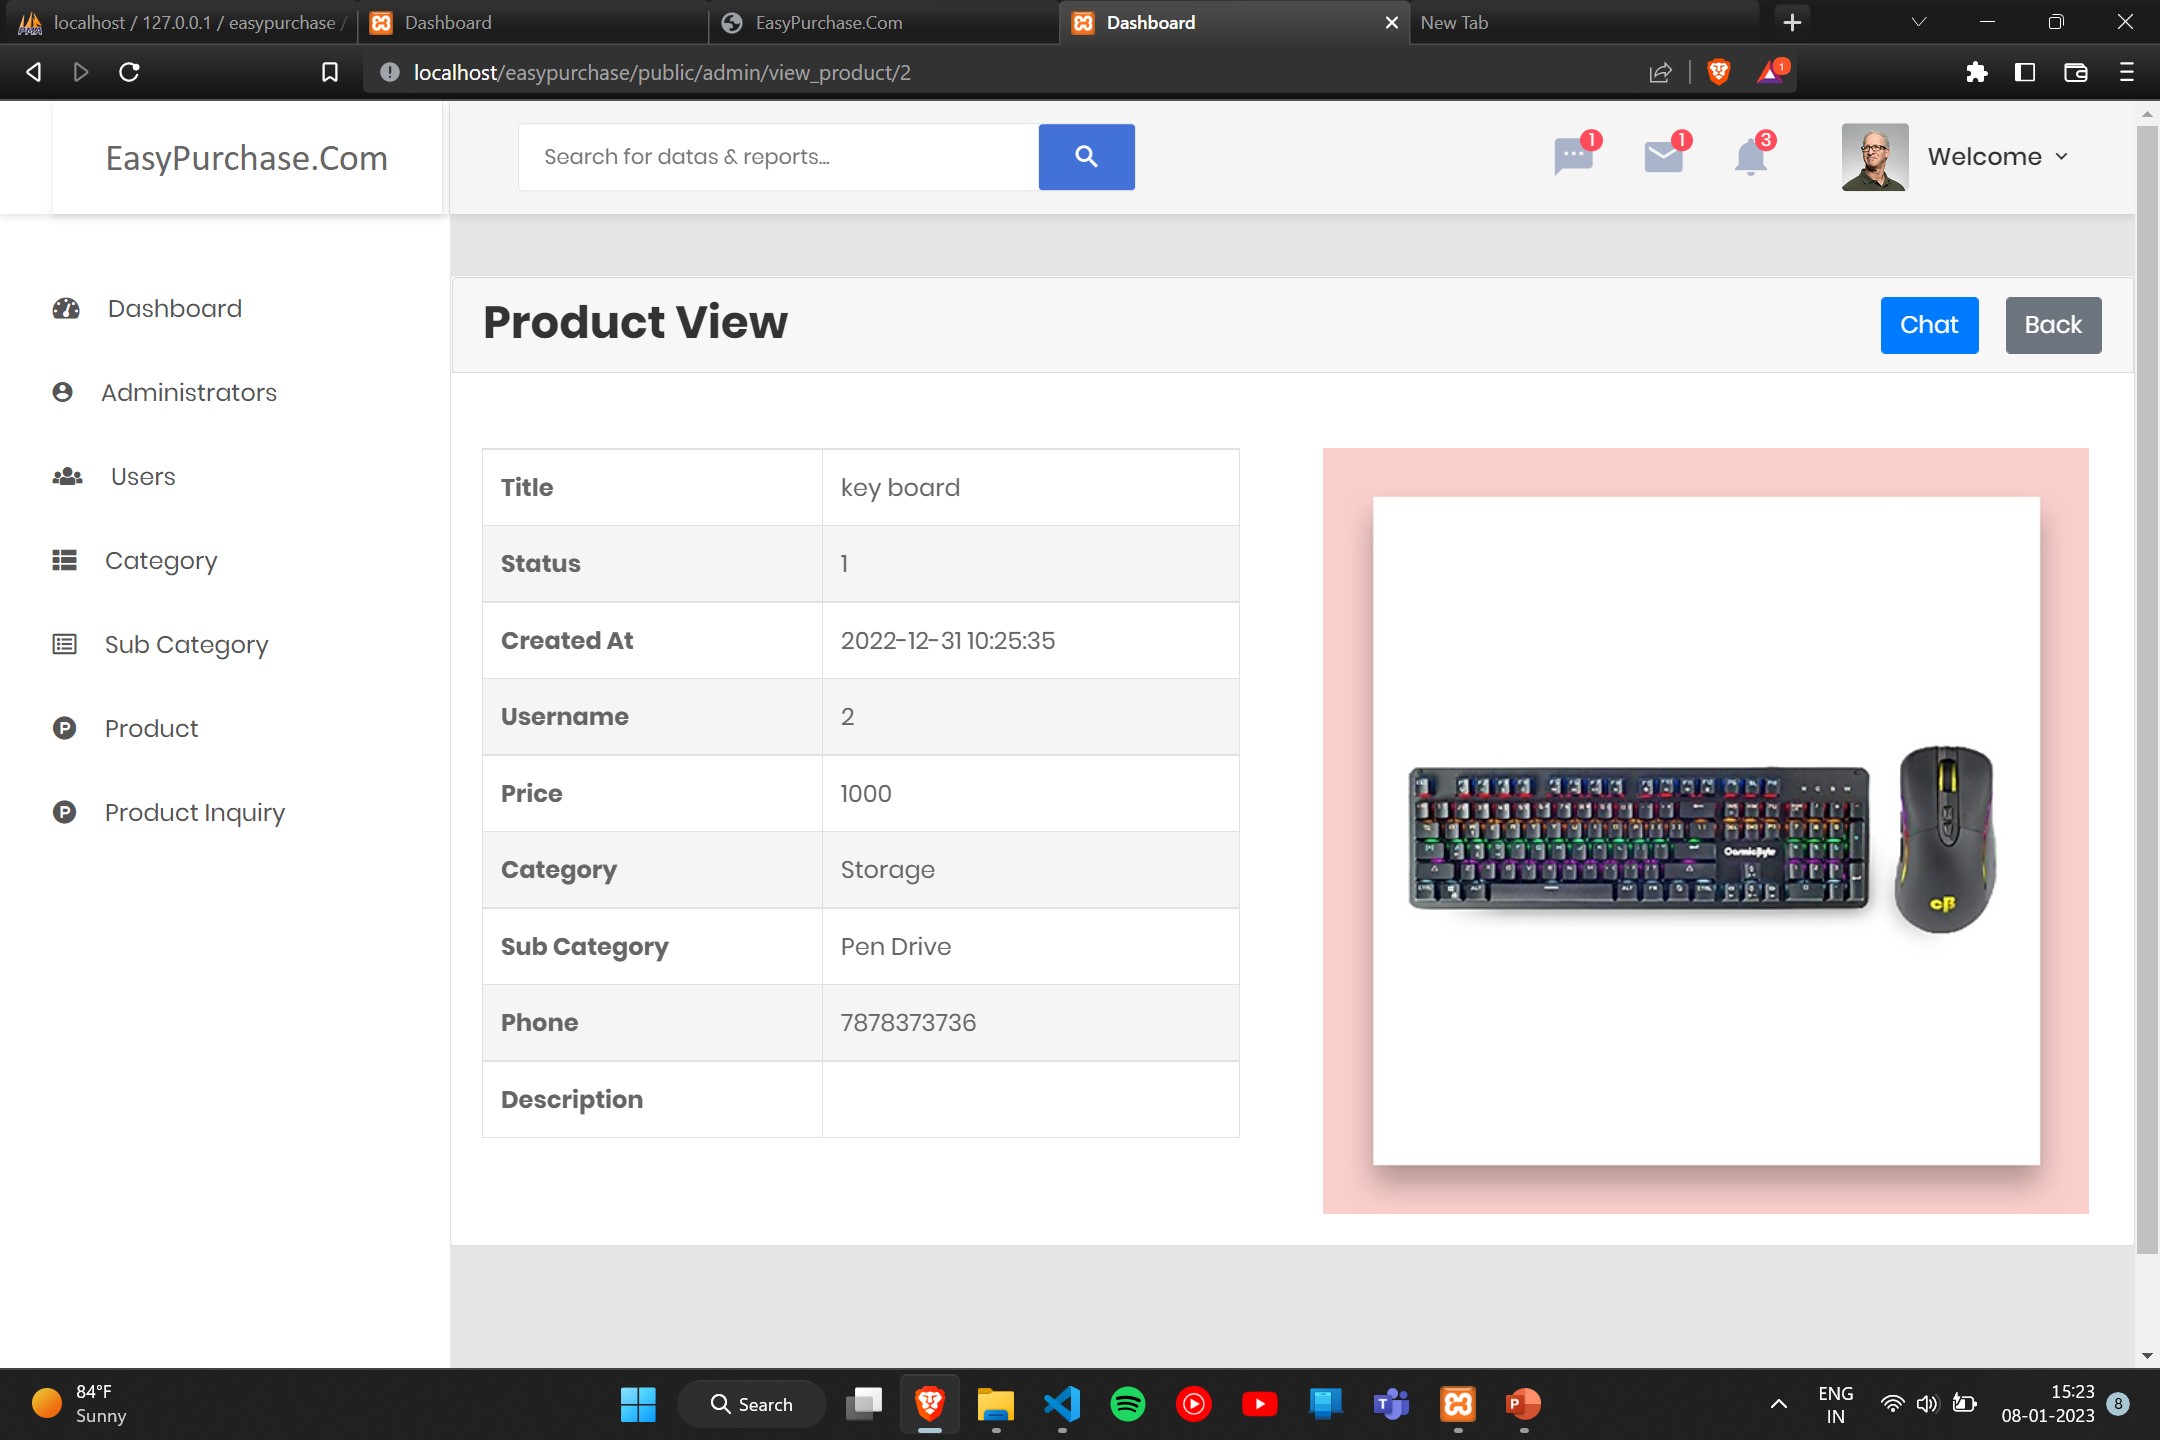 localhost / 127.0.0.1 / easypurchase /
Dashboard
EasyPurchase.Com
Dashboard
New Tab
localhost/easypurchase/public/admin/view_product/2
1
EasyPurchase.Com
Search for datas & reports...
1
1
3
Welcome
Dashboard
Administrators
Users
Category
Sub Category
Product
Product Inquiry
Product View
Chat
Back
Title
key board
Status
1
Created At
2022-12-31 10:25:35
Username
2
Price
1000
Category
Storage
Sub Category
Pen Drive
Phone
7878373736
Description
CosmicByte
cβ
84°F
Sunny
Search
ENG
IN
15:23
08-01-2023
8